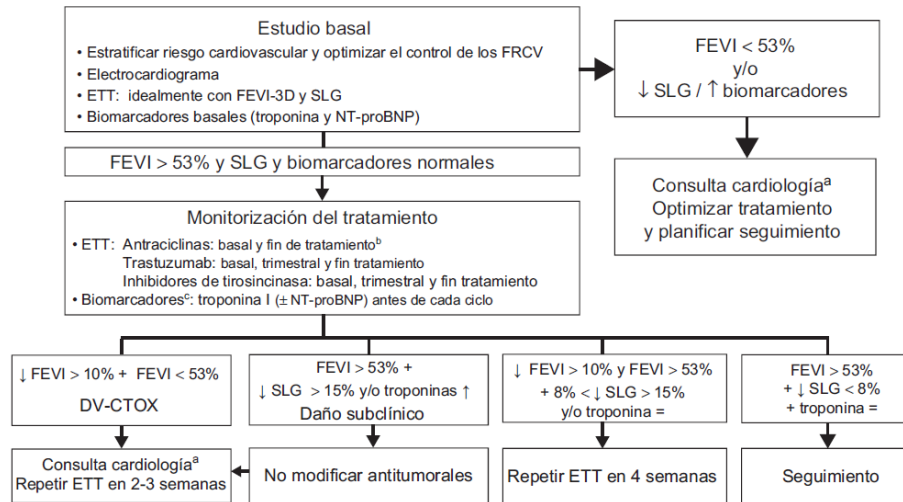 Estudio basal
• Estratificar riesgo cardiovascular y optimizar el control de los FRCV
• Electrocardiograma
• ETT: idealmente con FEVI-3D y SLG
• Biomarcadores basales (troponina y NT-proBNP)
FEVI < 53%
y/o
↓ SLG / ↑ biomarcadores
FEVI > 53% y SLG y biomarcadores normales
Consulta cardiologíaᵃ
Optimizar tratamiento
y planificar seguimiento
Monitorización del tratamiento
• ETT: Antraciclinas: basal y fin de tratamientoᵇ
Trastuzumab: basal, trimestral y fin tratamiento
Inhibidores de tirosincinasa: basal, trimestral y fin tratamiento
• Biomarcadoresᶜ: troponina I (± NT-proBNP) antes de cada ciclo
↓ FEVI > 10% + FEVI < 53%
DV-CTOX
FEVI > 53% +
↓ SLG > 15% y/o troponinas ↑
Daño subclínico
↓ FEVI > 10% y FEVI > 53%
+ 8% < ↓ SLG > 15%
y/o troponina =
FEVI > 53%
+ ↓ SLG < 8%
+ troponina =
Consulta cardiologíaᵃ
Repetir ETT en 2-3 semanas
No modificar antitumorales
Repetir ETT en 4 semanas
Seguimiento